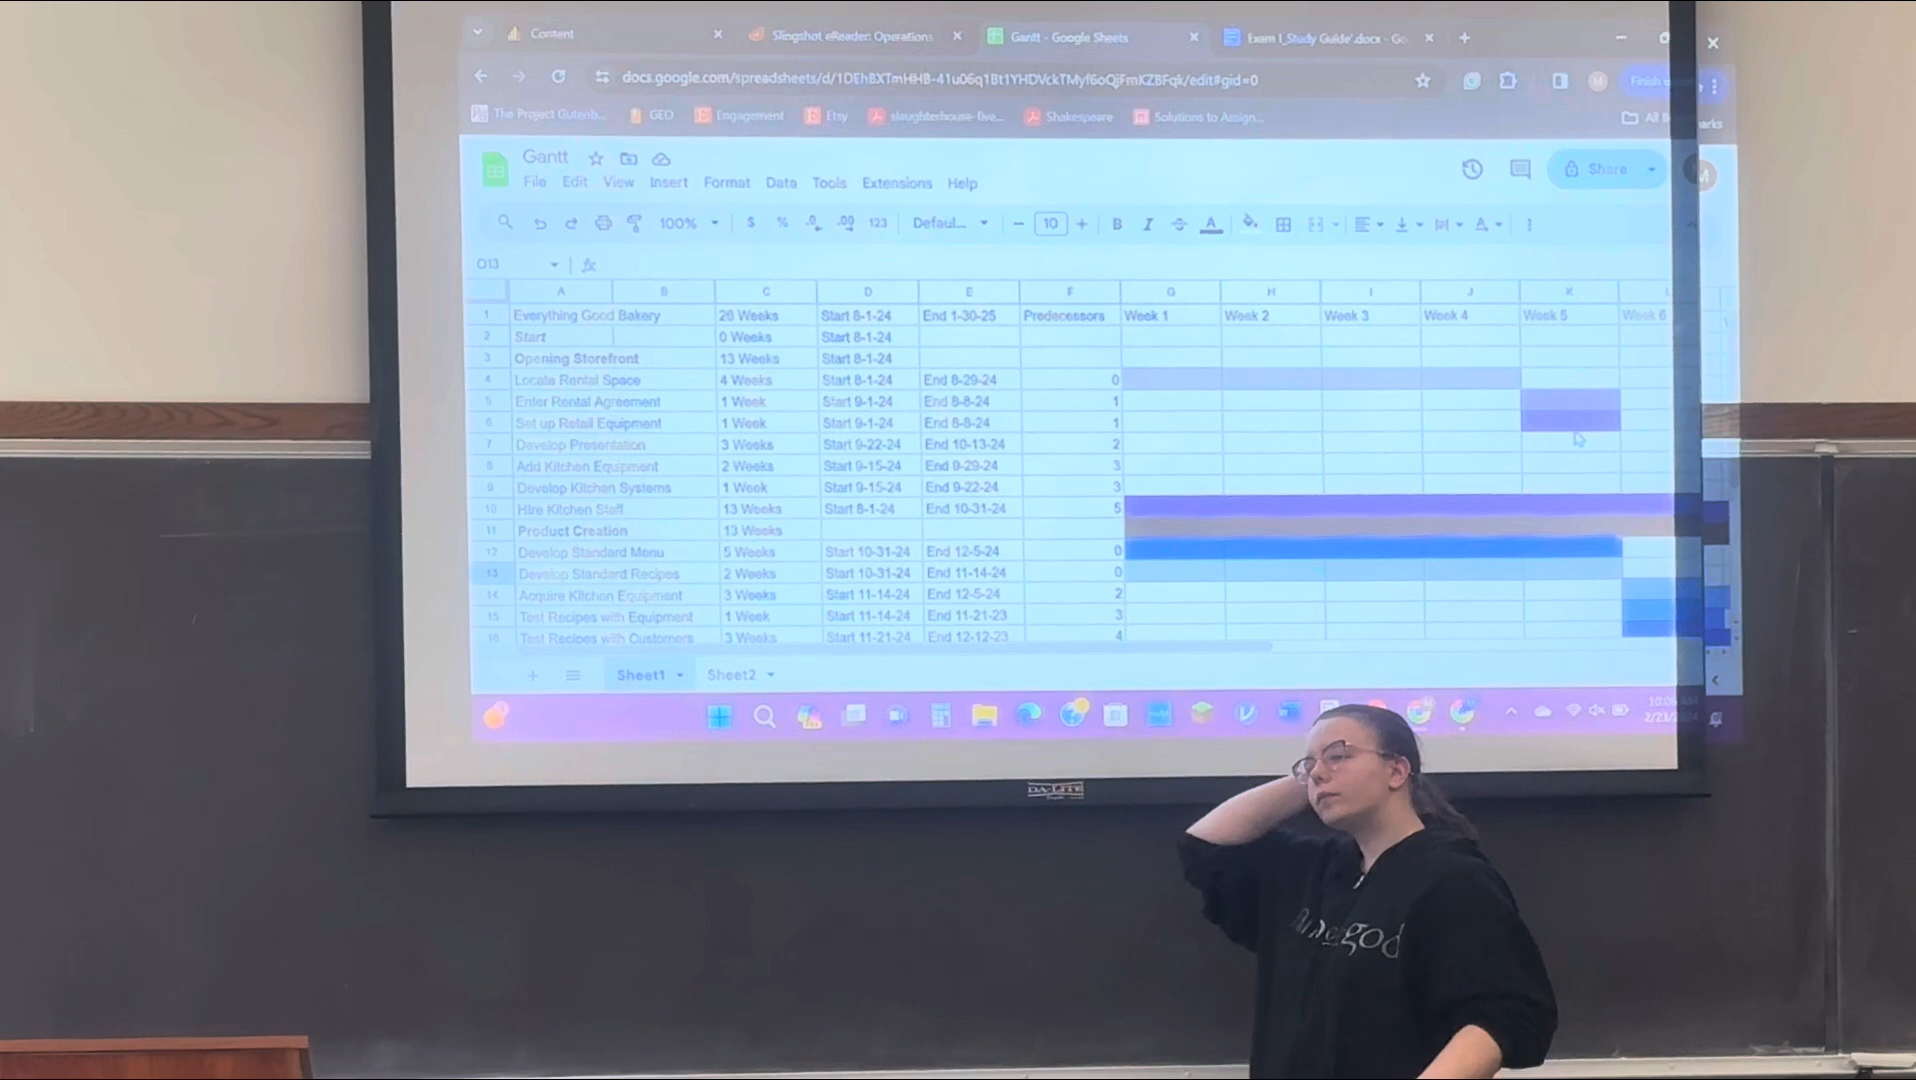 Content
Slingshot eReader: Operations
Gantt - Google Sheets
Exam I_Study Guide'.docx - Go
docs.google.com/spreadsheets/d/1DEhBXTmHHB-41u06q1Bt1YHDVckTMyf6oQjFmKZBFqk/edit#gid=0
Finish
The Project Gutenb... GEO Engagement Etsy slaughterhouse-five... Shakespeare Solutions to Assign... All
Gantt
File Edit View Insert Format Data Tools Extensions Help
Share
100% $ % .0 .00 123 Defaul... − 10 + B I A
O13 fx
A B C D E F G H I J K L
1 Everything Good Bakery 26 Weeks Start 8-1-24 End 1-30-25 Predecessors Week 1 Week 2 Week 3 Week 4 Week 5 Week 6
2 Start 0 Weeks Start 8-1-24
3 Opening Storefront 13 Weeks Start 8-1-24
4 Locate Rental Space 4 Weeks Start 8-1-24 End 8-29-24 0
5 Enter Rental Agreement 1 Week Start 9-1-24 End 8-8-24 1
6 Set up Retail Equipment 1 Week Start 9-1-24 End 8-8-24 1
7 Develop Presentation 3 Weeks Start 9-22-24 End 10-13-24 2
8 Add Kitchen Equipment 2 Weeks Start 9-15-24 End 9-29-24 3
9 Develop Kitchen Systems 1 Week Start 9-15-24 End 9-22-24 3
10 Hire Kitchen Staff 13 Weeks Start 8-1-24 End 10-31-24 5
11 Product Creation 13 Weeks
12 Develop Standard Menu 5 Weeks Start 10-31-24 End 12-5-24 0
13 Develop Standard Recipes 2 Weeks Start 10-31-24 End 11-14-24 0
14 Acquire Kitchen Equipment 3 Weeks Start 11-14-24 End 12-5-24 2
15 Test Recipes with Equipment 1 Week Start 11-14-24 End 11-21-23 3
16 Test Recipes with Customers 3 Weeks Start 11-21-24 End 12-12-23 4
Sheet1 Sheet2
DA-LITE